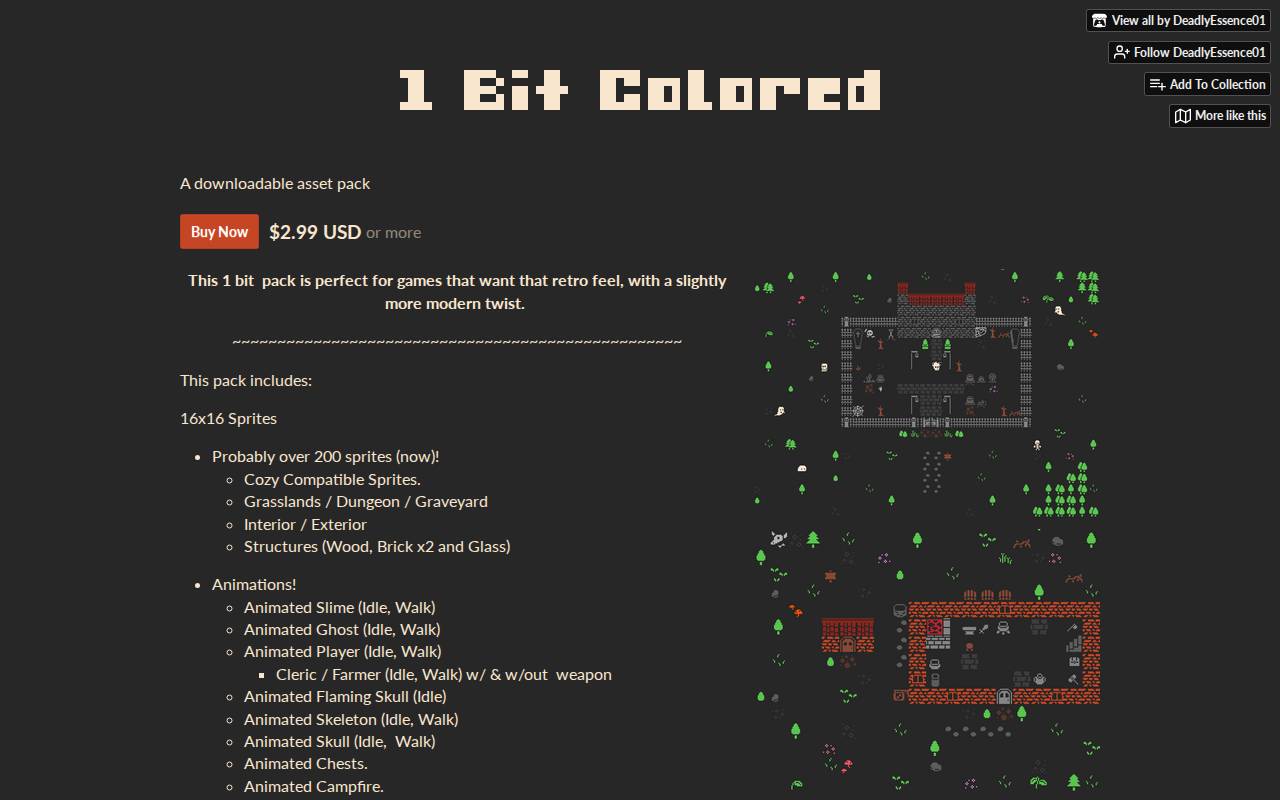 View all by DeadlyEssence01
Follow DeadlyEssence01
Add To Collection
More like this
1 Bit Colored
A downloadable asset pack
Buy Now $2.99 USD or more
This 1 bit  pack is perfect for games that want that retro feel, with a slightly
more modern twist.
~~~~~~~~~~~~~~~~~~~~~~~~~~~~~~~~~~~~~~~~~~~~~~~~~~
This pack includes:
16x16 Sprites
• Probably over 200 sprites (now)!
◦ Cozy Compatible Sprites.
◦ Grasslands / Dungeon / Graveyard
◦ Interior / Exterior
◦ Structures (Wood, Brick x2 and Glass)
• Animations!
◦ Animated Slime (Idle, Walk)
◦ Animated Ghost (Idle, Walk)
◦ Animated Player (Idle, Walk)
▪ Cleric / Farmer (Idle, Walk) w/ & w/out  weapon
◦ Animated Flaming Skull (Idle)
◦ Animated Skeleton (Idle, Walk)
◦ Animated Skull (Idle,  Walk)
◦ Animated Chests.
◦ Animated Campfire.